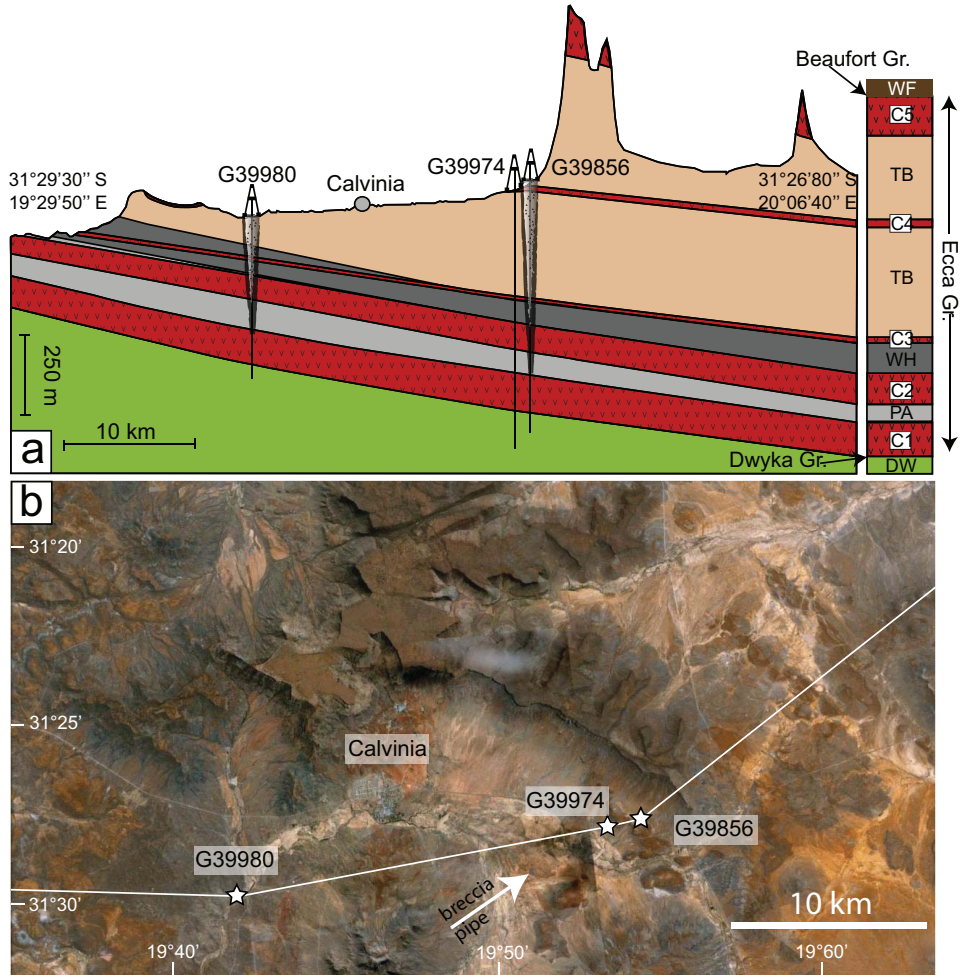 Beaufort Gr.
WF
C5
G39980
G39974
G39856
31°29'30'' S
19°29'50'' E
Calvinia
31°26'80'' S
20°06'40'' E
TB
C4
Ecca Gr.
TB
C3
WH
C2
PA
C1
250 m
10 km
a
Dwyka Gr.
DW
b
31°20'
31°25'
Calvinia
G39974
G39856
G39980
breccia
pipe
31°30'
10 km
19°40'
19°50'
19°60'